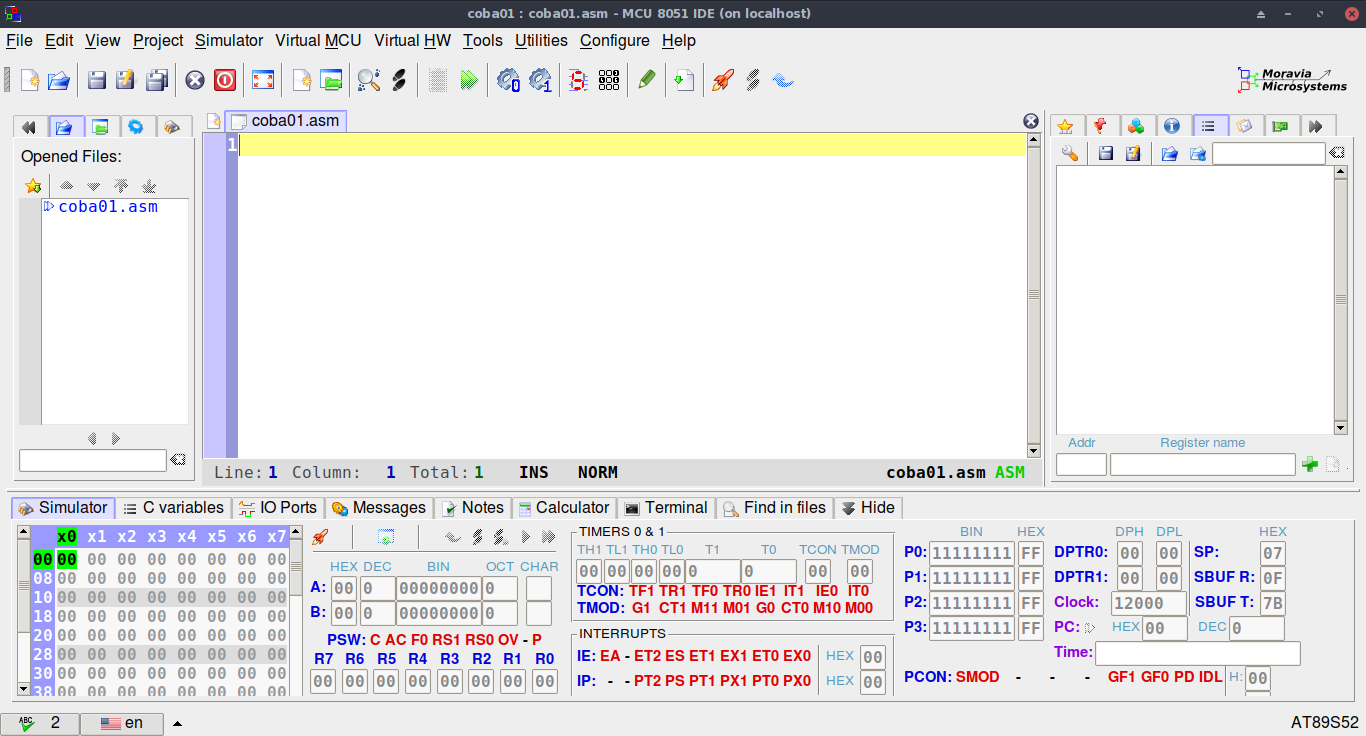 coba01 : coba01.asm - MCU 8051 IDE (on localhost)
File Edit View Project Simulator Virtual MCU Virtual HW Tools Utilities Configure Help
Moravia
Microsystems
coba01.asm
Opened Files:
coba01.asm
1
Addr Register name
Line: 1 Column: 1 Total: 1 INS NORM coba01.asm ASM
Simulator C variables IO Ports Messages Notes Calculator Terminal Find in files Hide
x0 x1 x2 x3 x4 x5 x6 x7
00 00 00 00 00 00 00 00 00
08 00 00 00 00 00 00 00 00
10 00 00 00 00 00 00 00 00
18 00 00 00 00 00 00 00 00
20 00 00 00 00 00 00 00 00
28 00 00 00 00 00 00 00 00
30 00 00 00 00 00 00 00 00
38 00 00 00 00 00 00 00 00
HEX DEC BIN OCT CHAR
A: 00 0 00000000 0
B: 00 0 00000000 0
PSW: C AC F0 RS1 RS0 OV - P
R7 R6 R5 R4 R3 R2 R1 R0
00 00 00 00 00 00 00 00
TIMERS 0 & 1
TH1 TL1 TH0 TL0 T1 T0 TCON TMOD
00 00 00 00 0 0 00 00
TCON: TF1 TR1 TF0 TR0 IE1 IT1 IE0 IT0
TMOD: G1 CT1 M11 M01 G0 CT0 M10 M00
INTERRUPTS
IE: EA - ET2 ES ET1 EX1 ET0 EX0 HEX 00
IP: - - PT2 PS PT1 PX1 PT0 PX0 HEX 00
BIN HEX DPH DPL HEX
P0: 11111111 FF DPTR0: 00 00 SP: 07
P1: 11111111 FF DPTR1: 00 00 SBUF R: 0F
P2: 11111111 FF Clock: 12000 SBUF T: 7B
P3: 11111111 FF PC: HEX 00 DEC 0
Time:
PCON: SMOD - - - GF1 GF0 PD IDL H: 00
ABC 2 en AT89S52